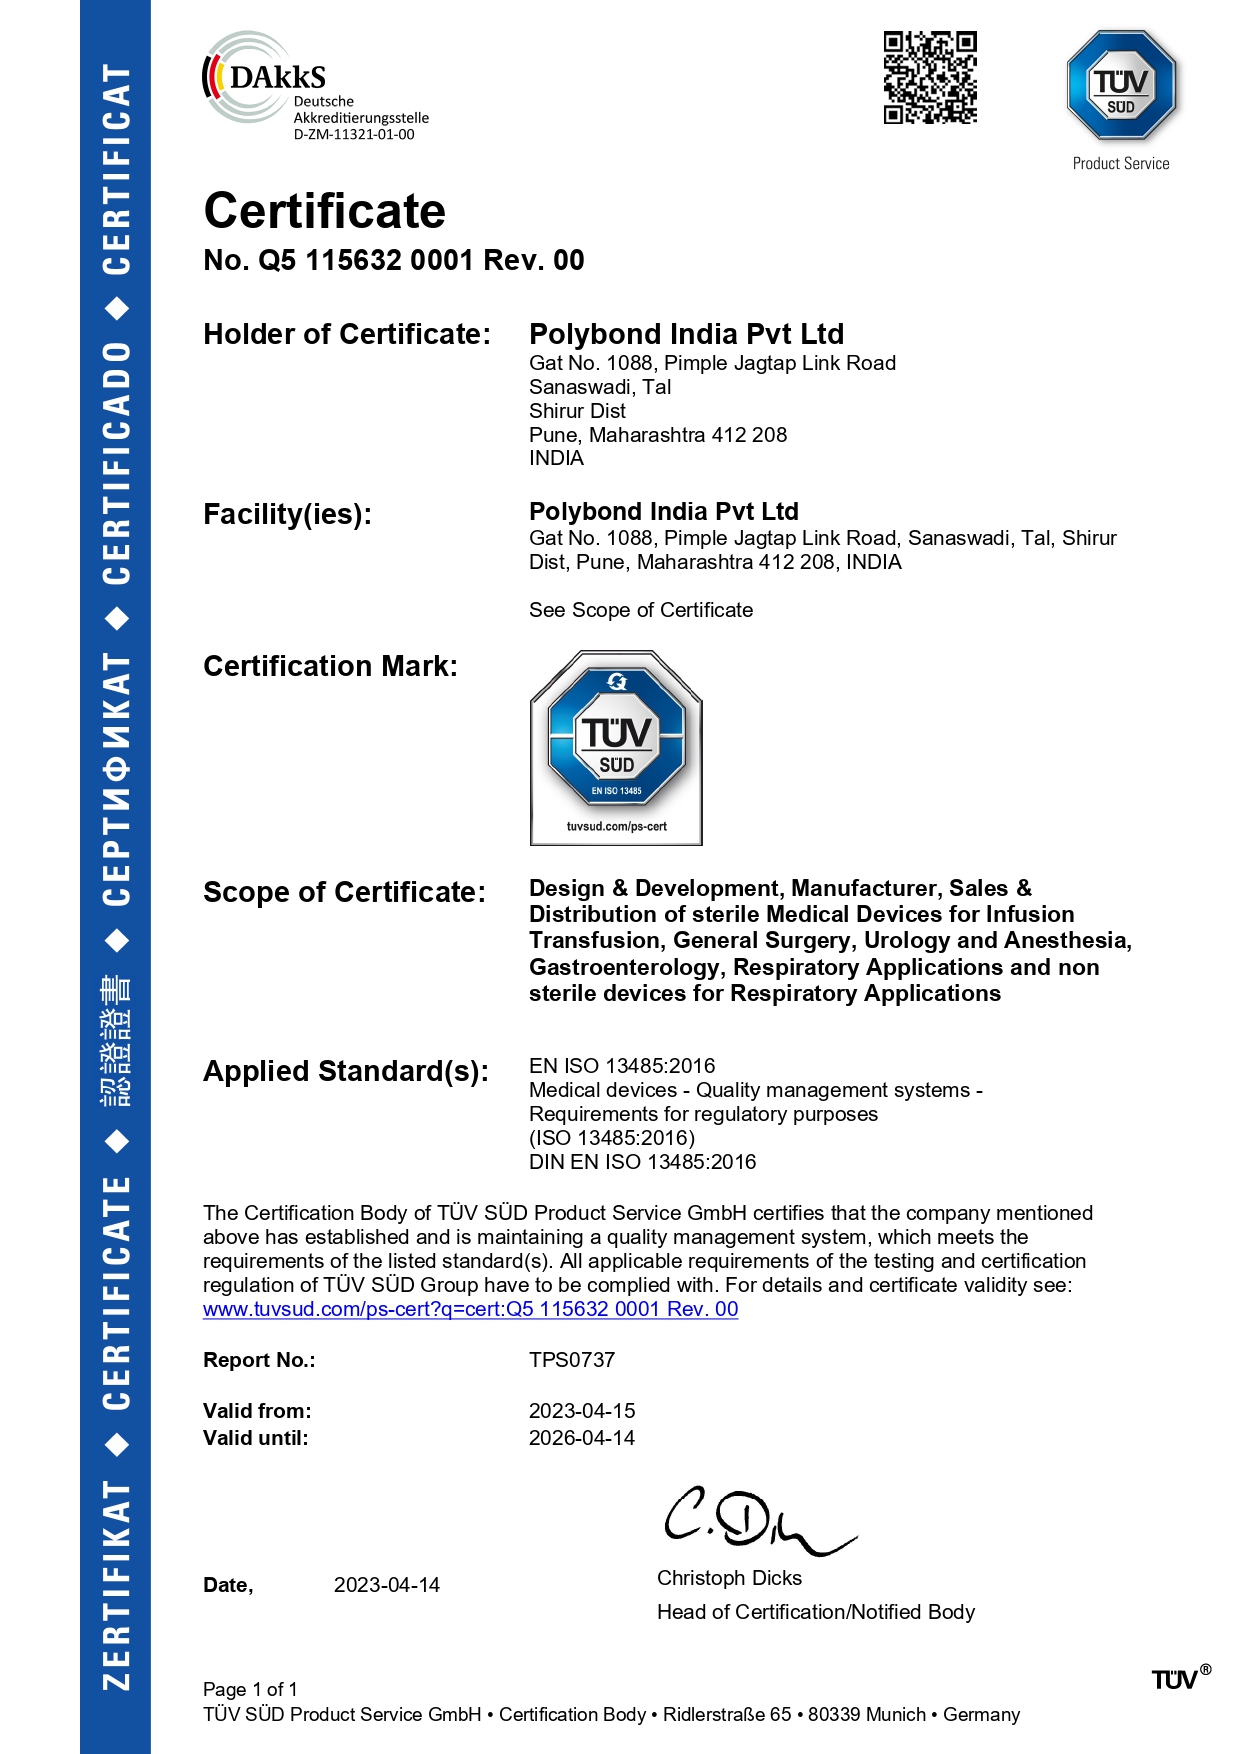 ZERTIFIKAT ◆ CERTIFICATE ◆ 認證證書 ◆ СЕРТИФИКАТ ◆ CERTIFICADO ◆ CERTIFICAT
DAkkS
Deutsche
Akkreditierungsstelle
D-ZM-11321-01-00
TÜV
SÜD
Product Service
Certificate
No. Q5 115632 0001 Rev. 00
Holder of Certificate: Polybond India Pvt Ltd
Gat No. 1088, Pimple Jagtap Link Road
Sanaswadi, Tal
Shirur Dist
Pune, Maharashtra 412 208
INDIA
Facility(ies): Polybond India Pvt Ltd
Gat No. 1088, Pimple Jagtap Link Road, Sanaswadi, Tal, Shirur
Dist, Pune, Maharashtra 412 208, INDIA
See Scope of Certificate
Certification Mark:
TÜV
SÜD
EN ISO 13485
tuvsud.com/ps-cert
Scope of Certificate: Design & Development, Manufacturer, Sales &
Distribution of sterile Medical Devices for Infusion
Transfusion, General Surgery, Urology and Anesthesia,
Gastroenterology, Respiratory Applications and non
sterile devices for Respiratory Applications
Applied Standard(s): EN ISO 13485:2016
Medical devices - Quality management systems -
Requirements for regulatory purposes
(ISO 13485:2016)
DIN EN ISO 13485:2016
The Certification Body of TÜV SÜD Product Service GmbH certifies that the company mentioned
above has established and is maintaining a quality management system, which meets the
requirements of the listed standard(s). All applicable requirements of the testing and certification
regulation of TÜV SÜD Group have to be complied with. For details and certificate validity see:
www.tuvsud.com/ps-cert?q=cert:Q5 115632 0001 Rev. 00
Report No.: TPS0737
Valid from: 2023-04-15
Valid until: 2026-04-14
Date, 2023-04-14
Christoph Dicks
Head of Certification/Notified Body
Page 1 of 1
TÜV SÜD Product Service GmbH • Certification Body • Ridlerstraße 65 • 80339 Munich • Germany
TÜV®